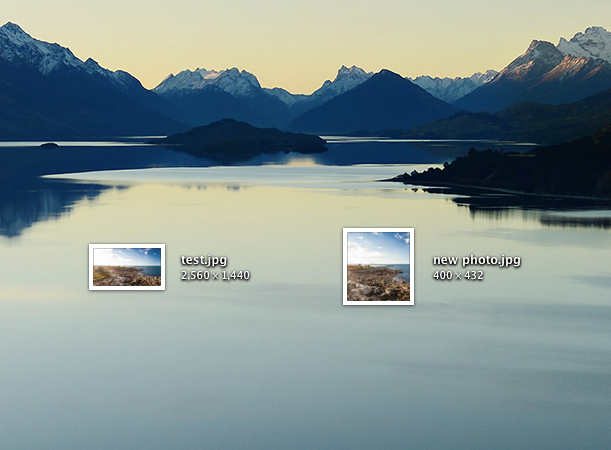 test.jpg
2,560 × 1,440
new photo.jpg
400 × 432